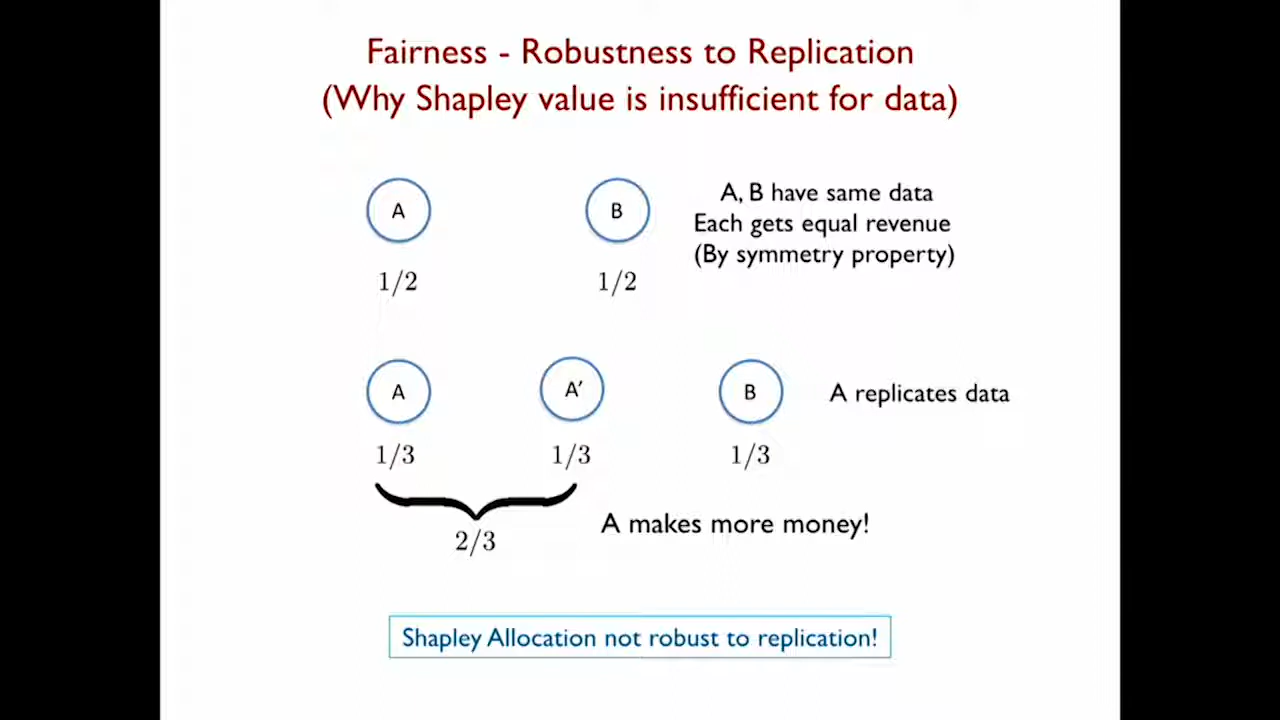 Fairness - Robustness to Replication
(Why Shapley value is insufficient for data)
A
B
A, B have same data
Each gets equal revenue
(By symmetry property)
1/2
1/2
A
A′
B
A replicates data
1/3
1/3
1/3
2/3
A makes more money!
Shapley Allocation not robust to replication!